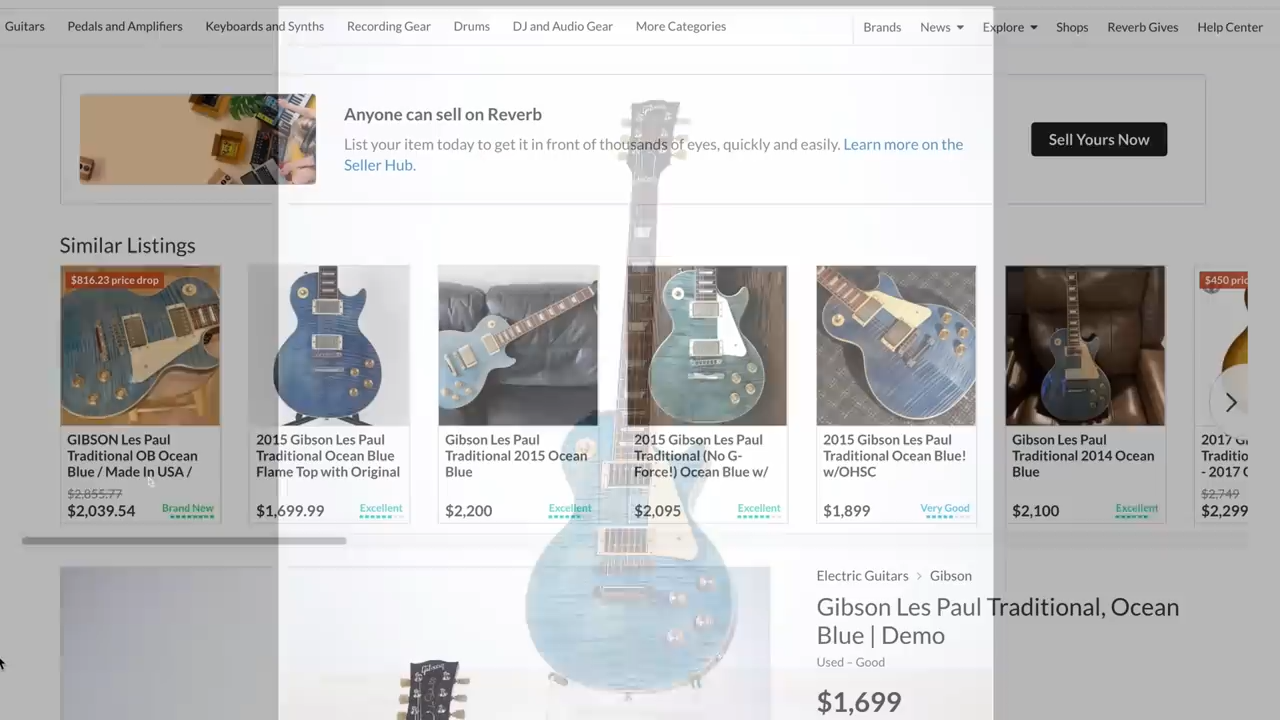 Guitars
Pedals and Amplifiers
Keyboards and Synths
Recording Gear
Drums
DJ and Audio Gear
More Categories
Brands
News
Explore
Shops
Reverb Gives
Help Center
Anyone can sell on Reverb
List your item today to get it in front of thousands of eyes, quickly and easily. Learn more on the
Seller Hub.
Sell Yours Now
Similar Listings
$816.23 price drop
GIBSON Les Paul
Traditional OB Ocean
Blue / Made In USA /
$2,855.77
$2,039.54
Brand New
2015 Gibson Les Paul
Traditional Ocean Blue
Flame Top with Original
$1,699.99
Excellent
Gibson Les Paul
Traditional 2015 Ocean
Blue
$2,200
Excellent
2015 Gibson Les Paul
Traditional (No G-
Force!) Ocean Blue w/
$2,095
Excellent
2015 Gibson Les Paul
Traditional Ocean Blue!
w/OHSC
$1,899
Very Good
Gibson Les Paul
Traditional 2014 Ocean
Blue
$2,100
Excellent
$450 pric
2017 Gi
Traditio
- 2017 G
$2,749
$2,299
Gibson
Gibson
Electric Guitars > Gibson
Gibson Les Paul Traditional, Ocean
Blue | Demo
Used – Good
$1,699